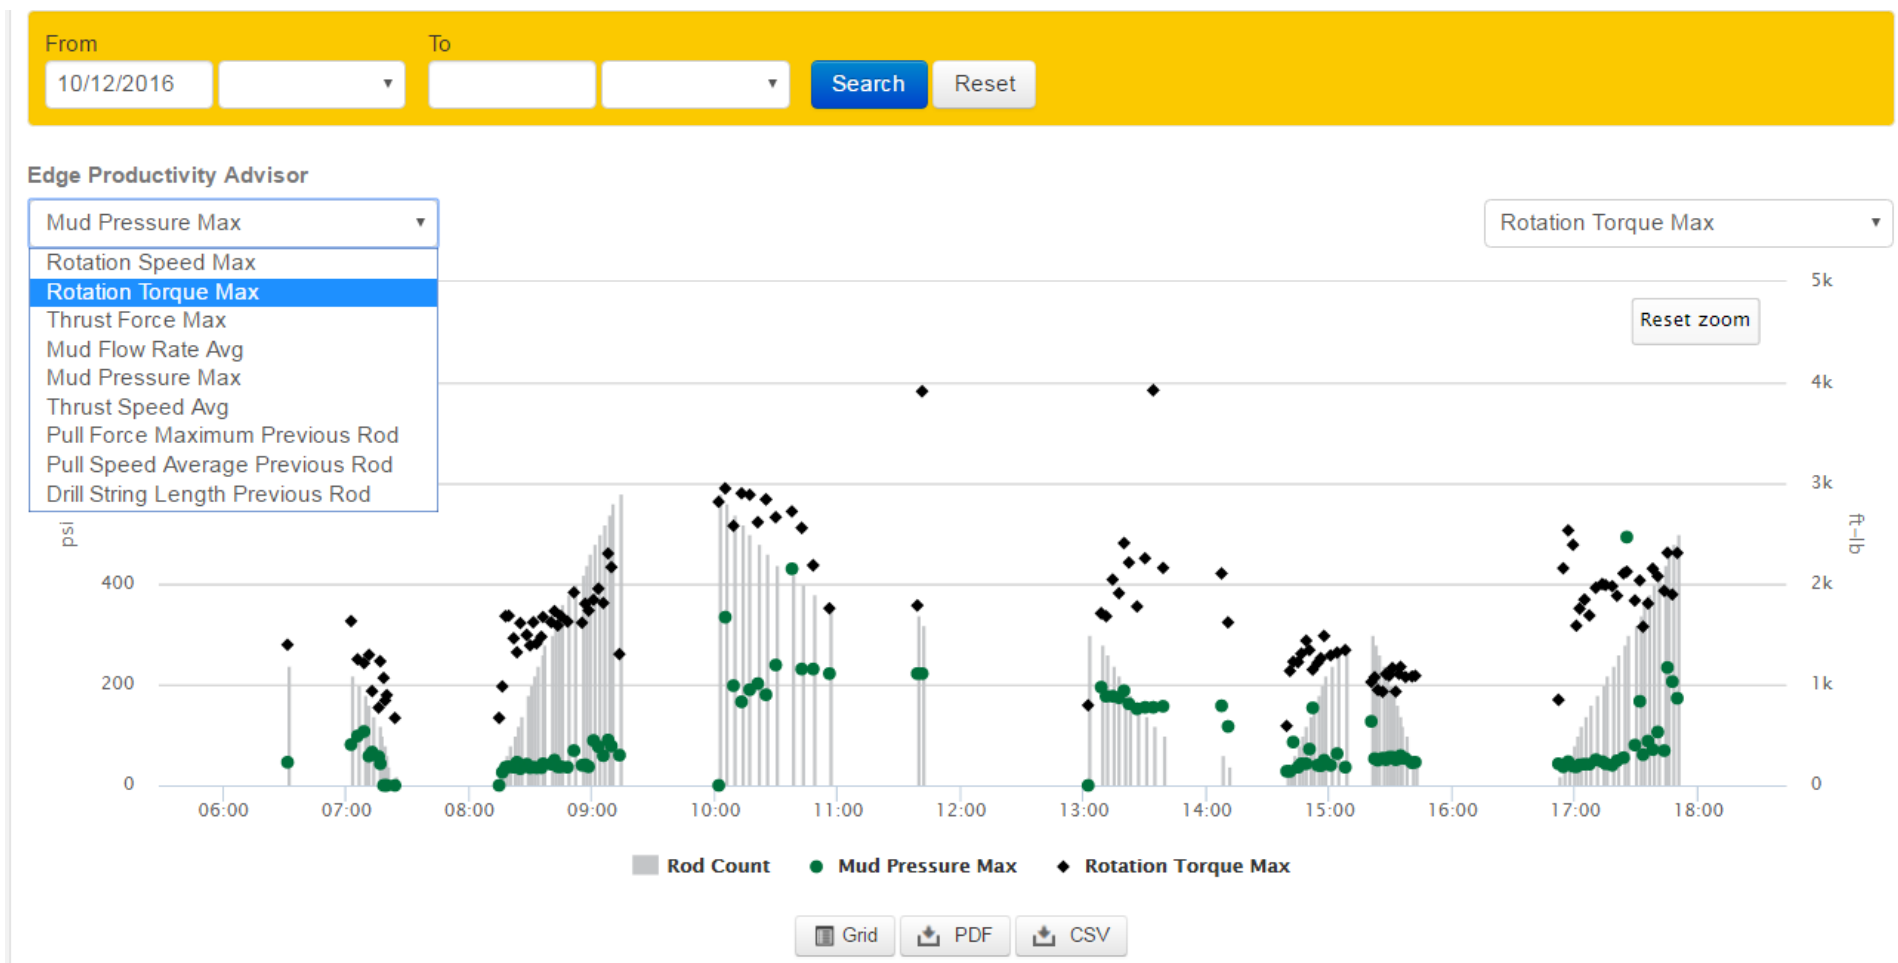 From To
10/12/2016 Search Reset
Edge Productivity Advisor
Mud Pressure Max Rotation Torque Max
Rotation Speed Max
Rotation Torque Max
Thrust Force Max
Mud Flow Rate Avg
Mud Pressure Max
Thrust Speed Avg
Pull Force Maximum Previous Rod
Pull Speed Average Previous Rod
Drill String Length Previous Rod
5k
Reset zoom
4k
3k
psi
ft-lb
400 2k
200 1k
0 0
06:00 07:00 08:00 09:00 10:00 11:00 12:00 13:00 14:00 15:00 16:00 17:00 18:00
Rod Count Mud Pressure Max Rotation Torque Max
Grid PDF CSV